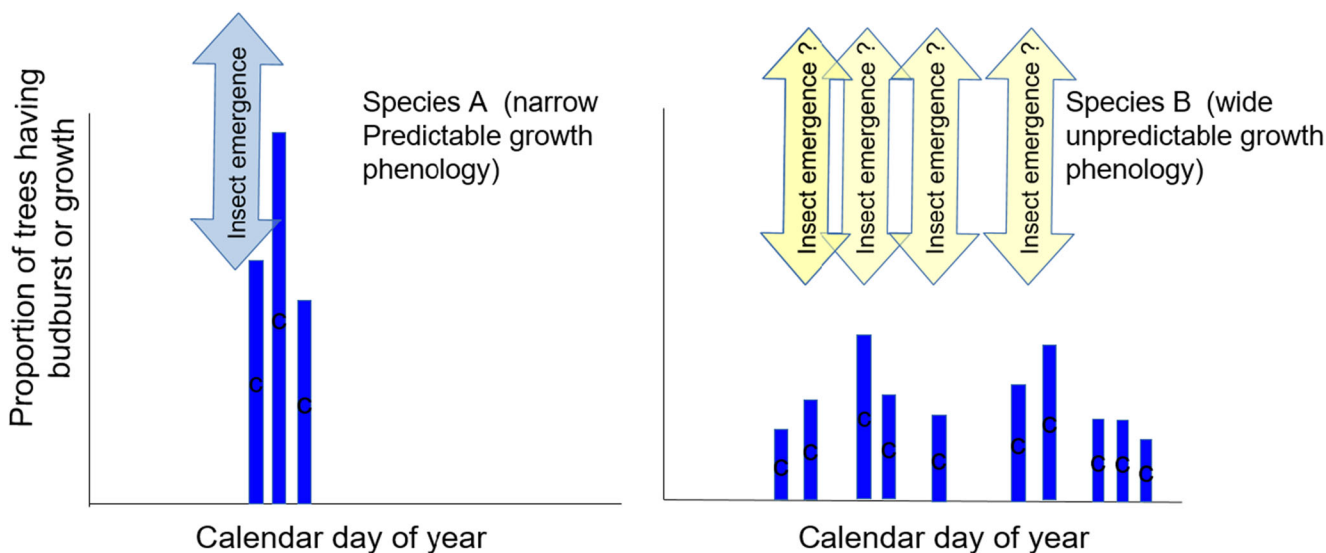 Proportion of trees having
budburst or growth
Insect emergence
Species A (narrow
Predictable growth
phenology)
C
C
C
Calendar day of year
Insect emergence ?
Insect emergence ?
Insect emergence ?
Insect emergence ?
Species B (wide
unpredictable growth
phenology)
C
C
C
C
C
C
C
C
C
C
Calendar day of year